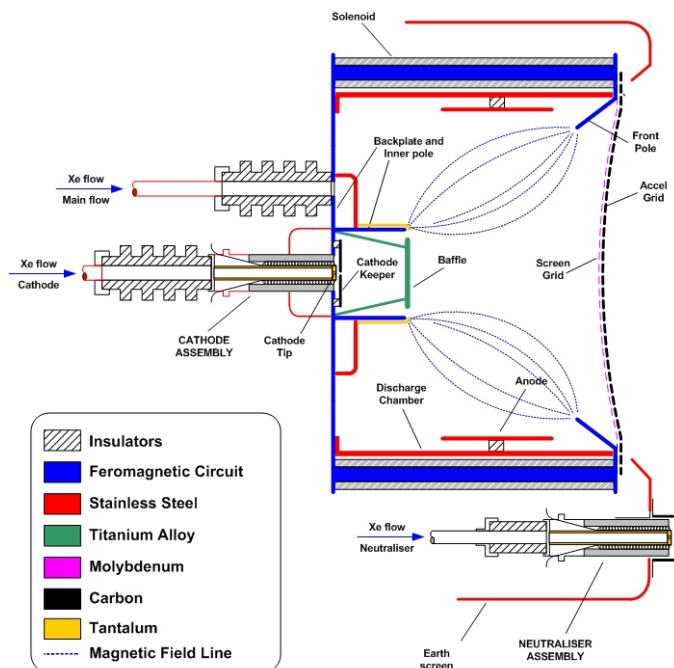 Solenoid
Backplate and
Inner pole
Front
Pole
Xe flow
Main flow
Accel
Grid
Xe flow
Cathode
Cathode
Keeper
Baffle
Screen
Grid
CATHODE
ASSEMBLY
Cathode
Tip
Discharge
Chamber
Anode
Insulators
Feromagnetic Circuit
Stainless Steel
Titanium Alloy
Molybdenum
Carbon
Tantalum
Magnetic Field Line
Xe flow
Neutraliser
Earth
screen
NEUTRALISER
ASSEMBLY